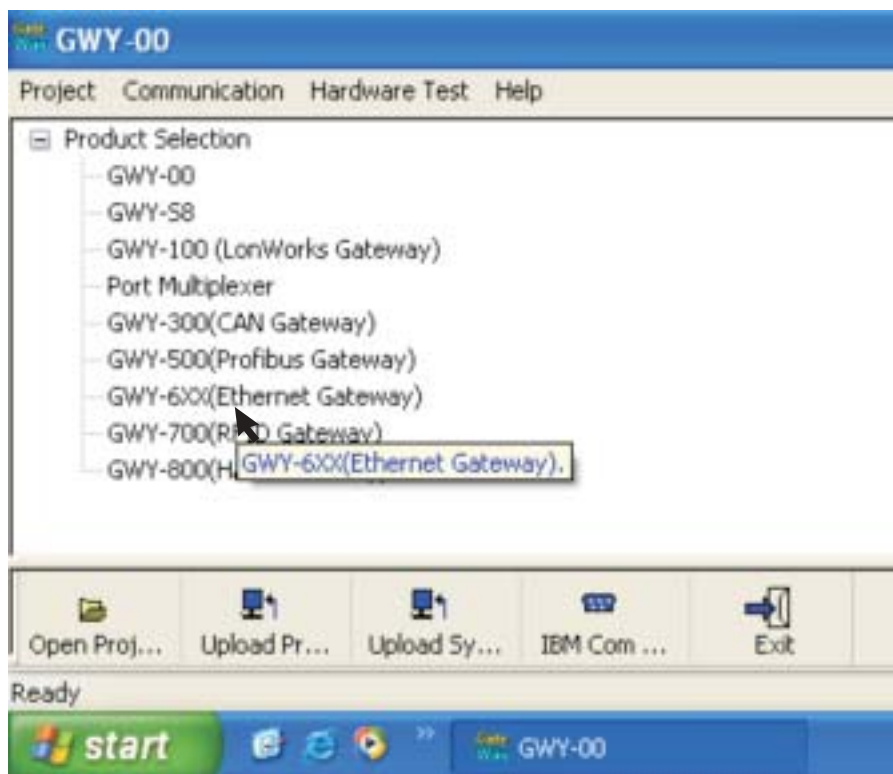 GWY-00
Project Communication Hardware Test Help
Product Selection
GWY-00
GWY-S8
GWY-100 (LonWorks Gateway)
Port Multiplexer
GWY-300(CAN Gateway)
GWY-500(Profibus Gateway)
GWY-6XX(Ethernet Gateway)
GWY-700( Gateway)
GWY-6XX(Ethernet Gateway).
GWY-800(
Open Proj... Upload Pr... Upload Sy... IBM Com ... Exit
Ready
start » GWY-00